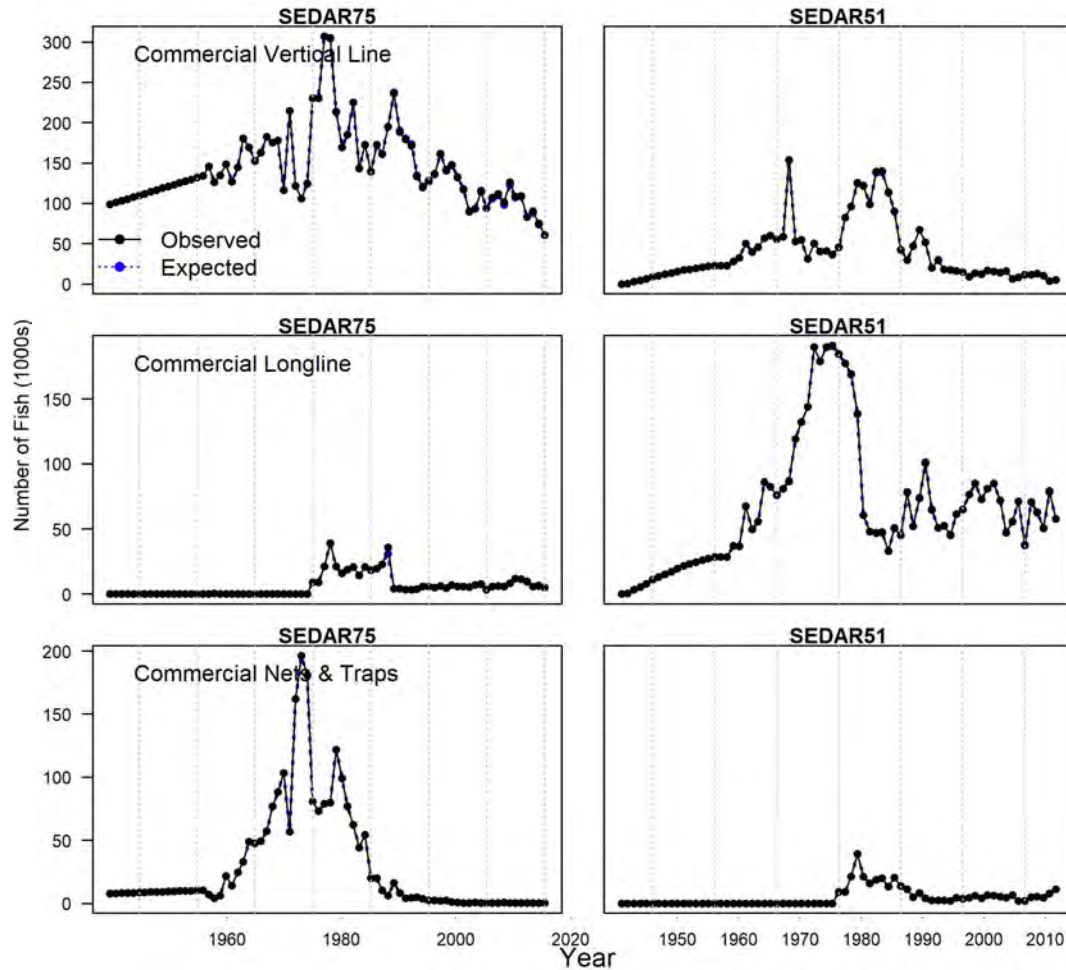 SEDAR75
SEDAR51
Commercial Vertical Line
300
250
200
150
100
50
0
Observed
Expected
SEDAR75
SEDAR51
Commercial Longline
150
100
50
0
Number of Fish (1000s)
SEDAR75
SEDAR51
Commercial Nets & Traps
200
150
100
50
0
1960
1980
2000
2020
1950
1960
1970
1980
1990
2000
2010
Year